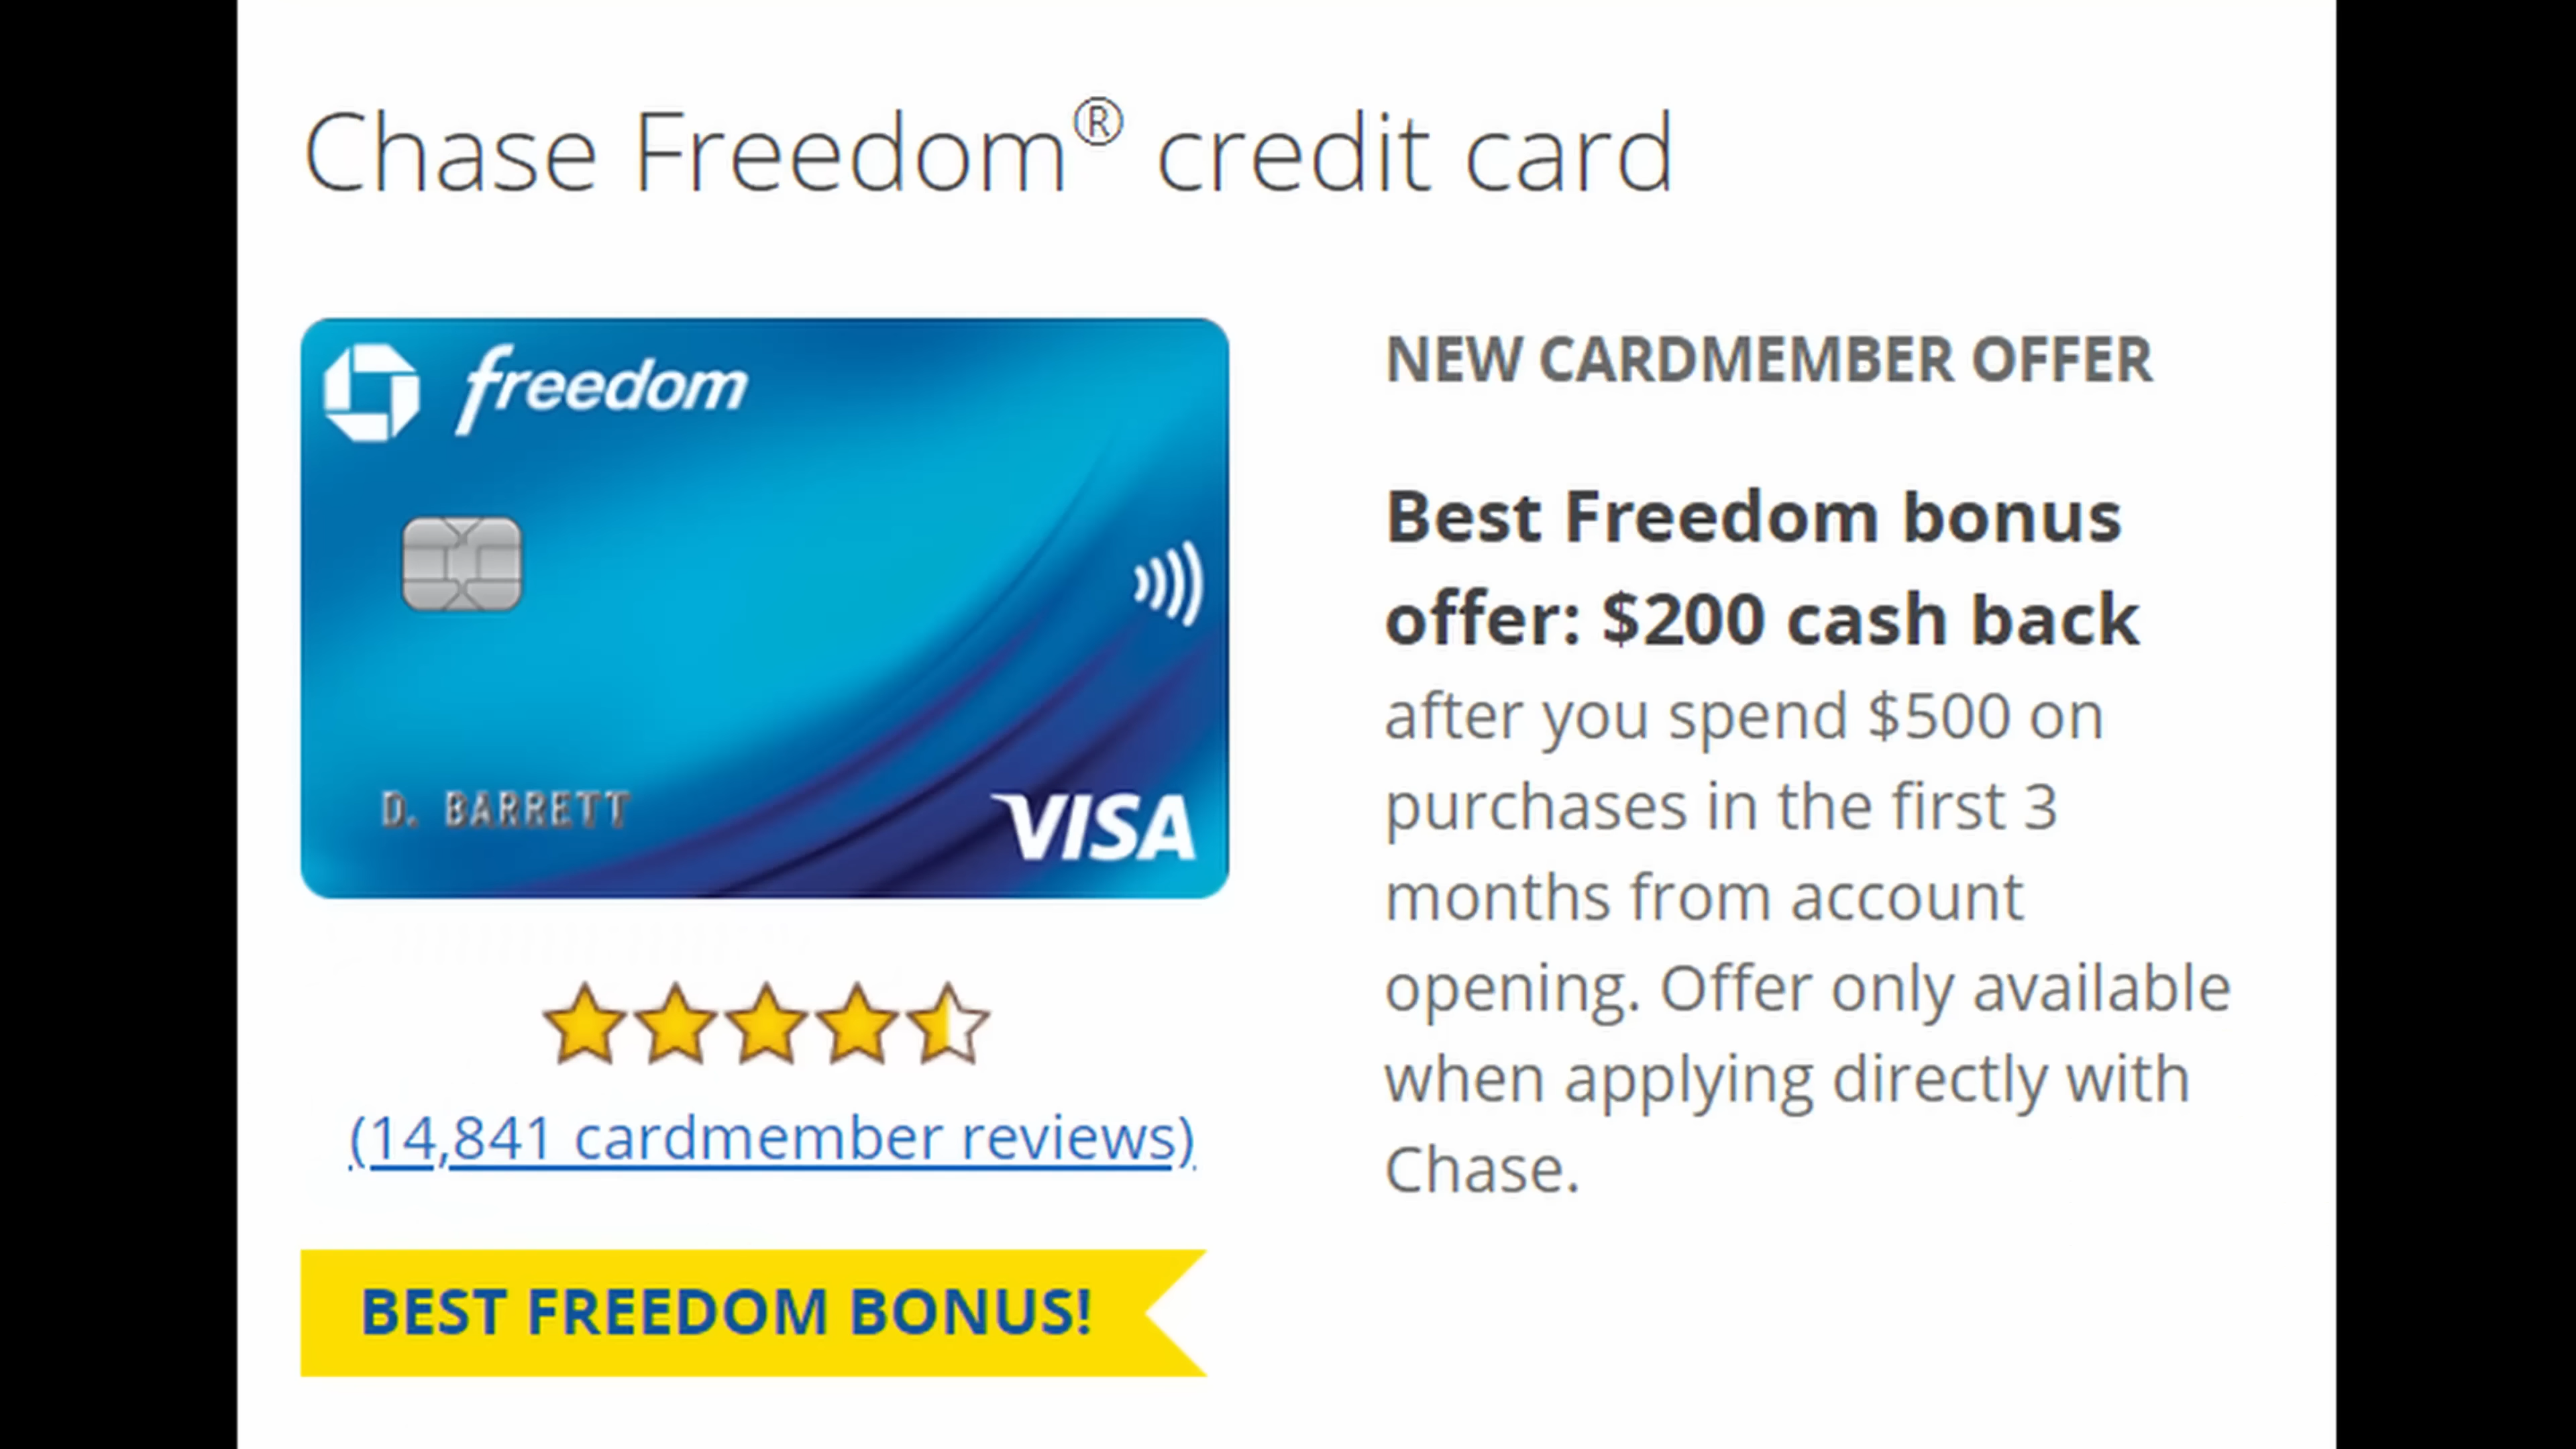 Chase Freedom® credit card
freedom
D. BARRETT
VISA
(14,841 cardmember reviews)
BEST FREEDOM BONUS!
NEW CARDMEMBER OFFER
Best Freedom bonus
offer: $200 cash back
after you spend $500 on
purchases in the first 3
months from account
opening. Offer only available
when applying directly with
Chase.